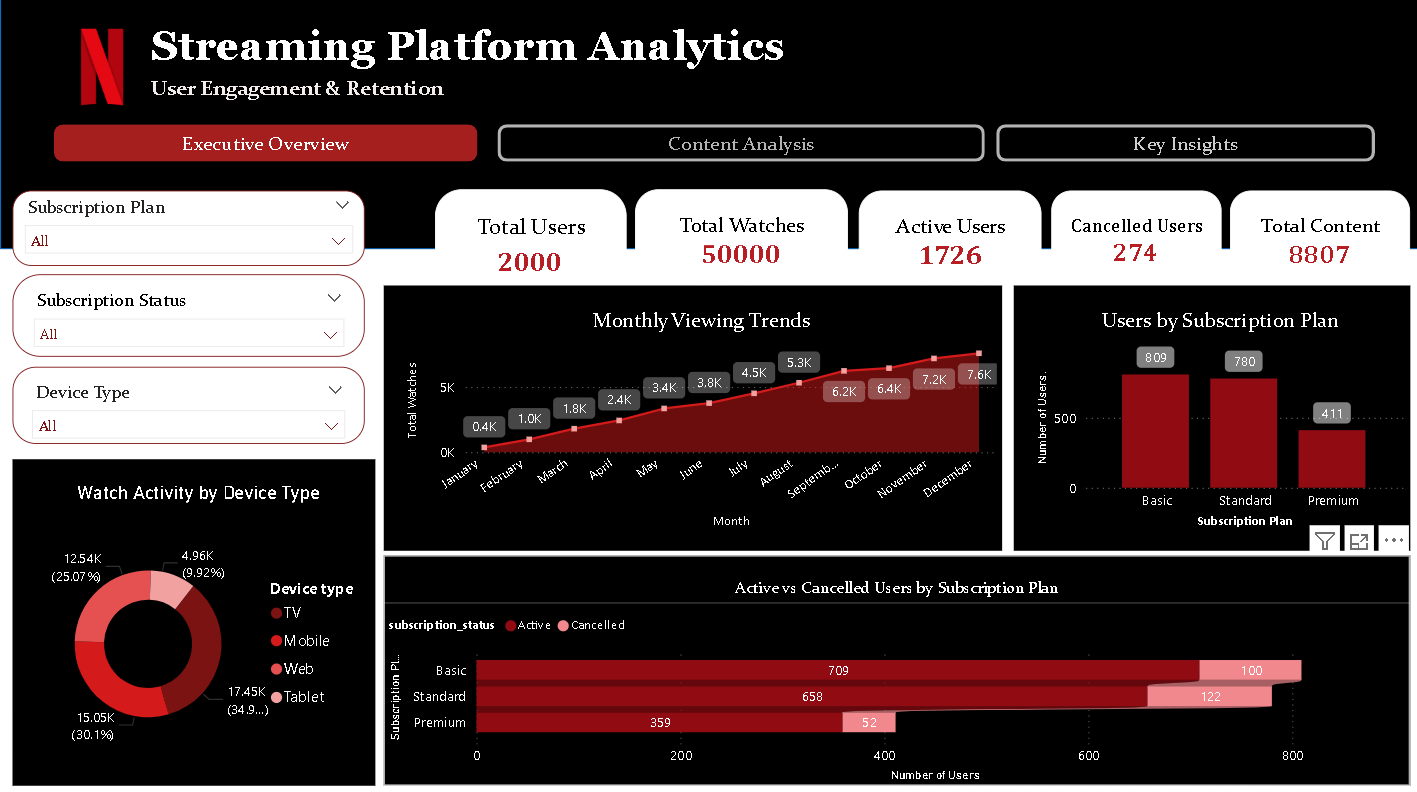 Streaming Platform Analytics
User Engagement & Retention
Executive Overview
Content Analysis
Key Insights
Subscription Plan
All
Subscription Status
All
Device Type
All
Total Users
2000
Total Watches
50000
Active Users
1726
Cancelled Users
274
Total Content
8807
Monthly Viewing Trends
Total Watches
5K
0K
0.4K
1.0K
1.8K
2.4K
3.4K
3.8K
4.5K
5.3K
6.2K
6.4K
7.2K
7.6K
January
February
March
April
May
June
July
August
Septemb...
October
November
December
Month
Users by Subscription Plan
Number of Users.
500
0
809
780
411
Basic
Standard
Premium
Subscription Plan
Watch Activity by Device Type
12.54K
(25.07%)
4.96K
(9.92%)
17.45K
(34.9...)
15.05K
(30.1%)
Device type
TV
Mobile
Web
Tablet
Active vs Cancelled Users by Subscription Plan
subscription_status Active Cancelled
Subscription Pl...
Basic 709 100
Standard 658 122
Premium 359 52
0 200 400 600 800
Number of Users